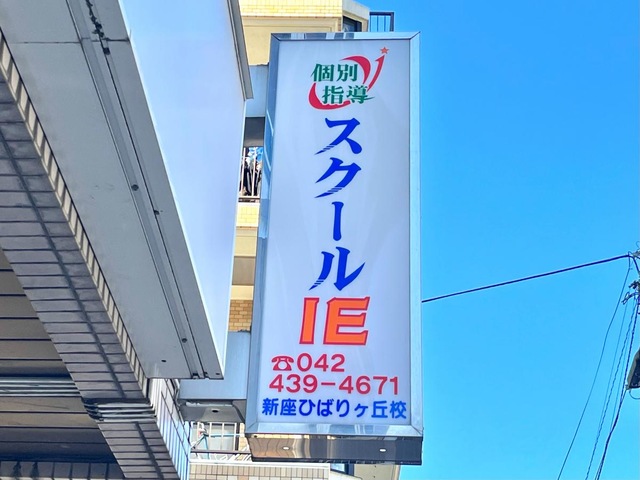 個別
指導
スクール
IE
☎042
439-4671
新座ひばりヶ丘校